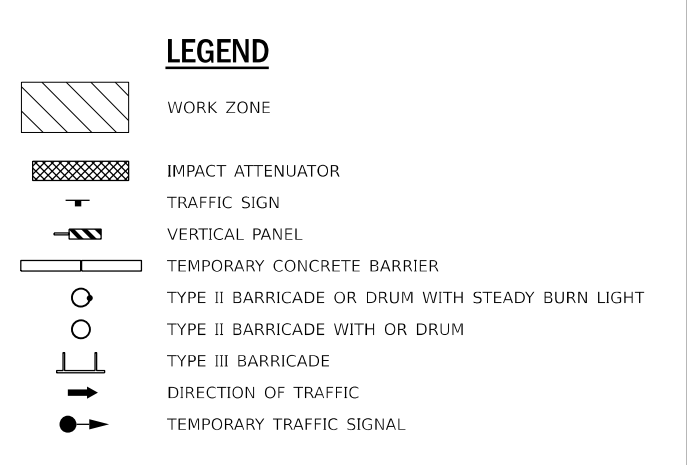 LEGEND
WORK ZONE
IMPACT ATTENUATOR
TRAFFIC SIGN
VERTICAL PANEL
TEMPORARY CONCRETE BARRIER
TYPE II BARRICADE OR DRUM WITH STEADY BURN LIGHT
TYPE II BARRICADE WITH OR DRUM
TYPE III BARRICADE
DIRECTION OF TRAFFIC
TEMPORARY TRAFFIC SIGNAL